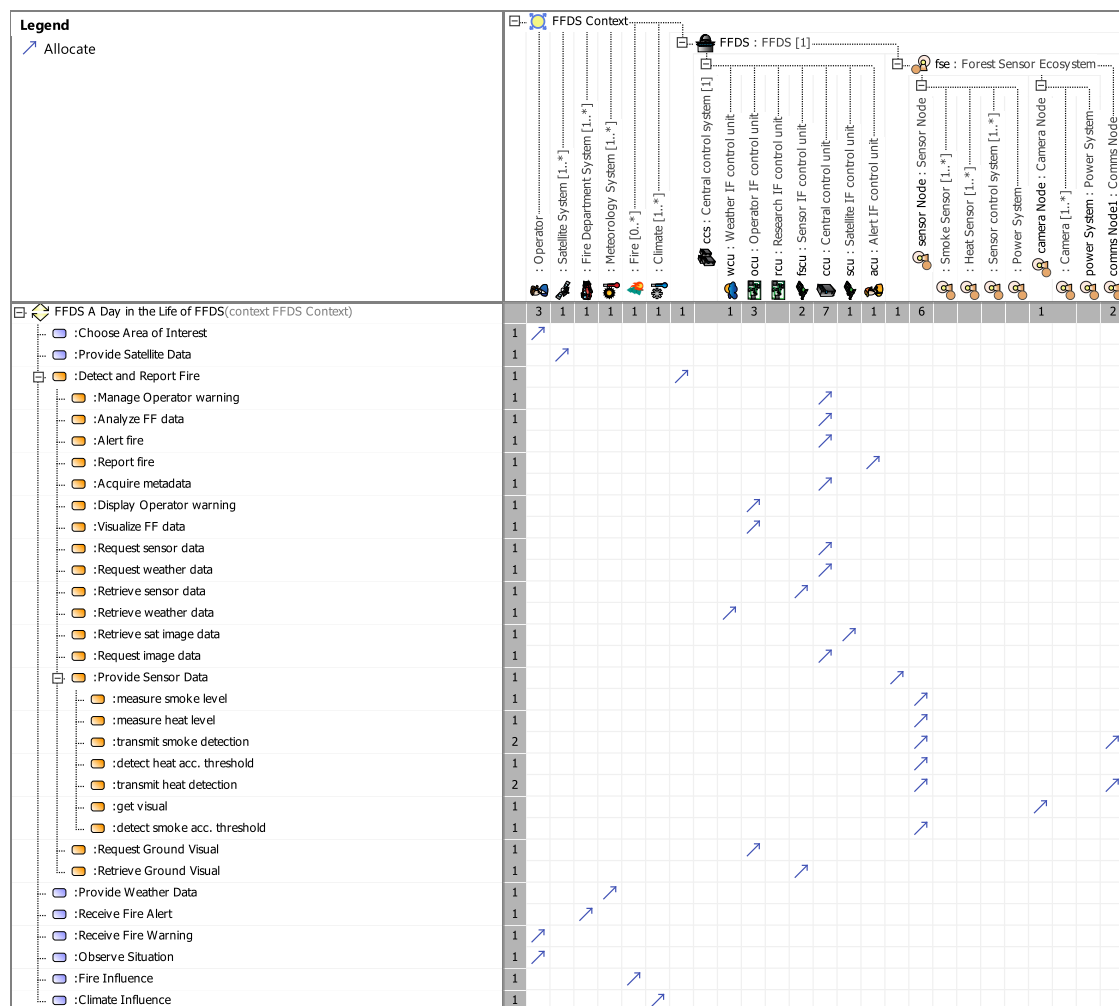 Legend
Allocate
FFDS Context
FFDS : FFDS [1]
fse : Forest Sensor Ecosystem
: Operator
: Satellite System [1..*]
: Fire Department System [1..*]
: Meteorology System [1..*]
: Fire [0..*]
: Climate [1..*]
ccs : Central control system [1]
wcu : Weather IF control unit
ocu : Operator IF control unit
rcu : Research IF control unit
fscu : Sensor IF control unit
ccu : Central control unit
scu : Satellite IF control unit
acu : Alert IF control unit
sensor Node : Sensor Node
: Smoke Sensor [1..*]
: Heat Sensor [1..*]
: Sensor control system [1..*]
: Power System
camera Node : Camera Node
: Camera [1..*]
power System : Power System
comms Node1 : Comms Node
FFDS A Day in the Life of FFDS(context FFDS Context) 3 1 1 1 1 1 1 1 3 2 7 1 1 1 6 1 2
:Choose Area of Interest 1
:Provide Satellite Data 1
:Detect and Report Fire 1
:Manage Operator warning 1
:Analyze FF data 1
:Alert fire 1
:Report fire 1
:Acquire metadata 1
:Display Operator warning 1
:Visualize FF data 1
:Request sensor data 1
:Request weather data 1
:Retrieve sensor data 1
:Retrieve weather data 1
:Retrieve sat image data 1
:Request image data 1
:Provide Sensor Data 1
:measure smoke level 1
:measure heat level 1
:transmit smoke detection 2
:detect heat acc. threshold 1
:transmit heat detection 2
:get visual 1
:detect smoke acc. threshold 1
:Request Ground Visual 1
:Retrieve Ground Visual 1
:Provide Weather Data 1
:Receive Fire Alert 1
:Receive Fire Warning 1
:Observe Situation 1
:Fire Influence 1
:Climate Influence 1